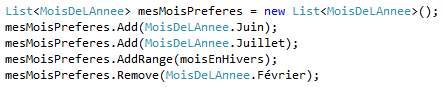 List<MoisDeLAnnee> mesMoisPreferes = new List<MoisDeLAnnee>();
mesMoisPreferes.Add(MoisDeLAnnee.Juin);
mesMoisPreferes.Add(MoisDeLAnnee.Juillet);
mesMoisPreferes.AddRange(moisEnHivers);
mesMoisPreferes.Remove(MoisDeLAnnee.Février);